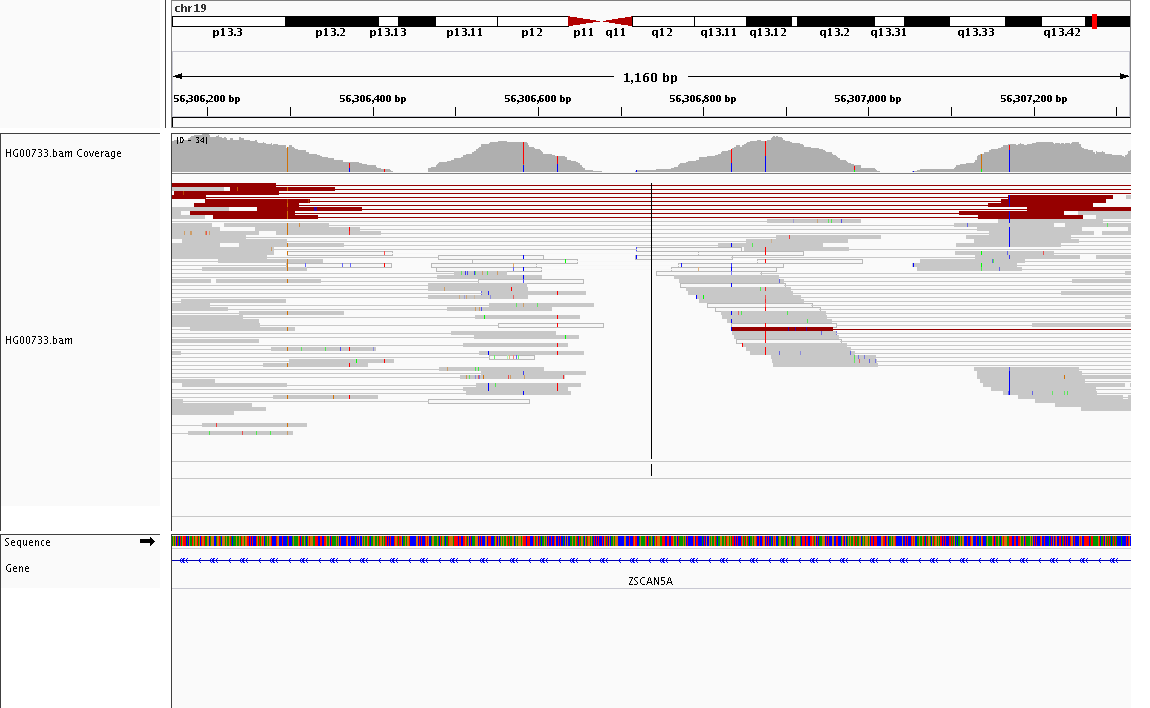 chr19
p13.3 p13.2 p13.13 p13.11 p12 p11 q11 q12 q13.11 q13.12 q13.2 q13.31 q13.33 q13.42
1,160 bp
56,306,200 bp 56,306,400 bp 56,306,600 bp 56,306,800 bp 56,307,000 bp 56,307,200 bp
[0 - 34]
HG00733.bam Coverage
HG00733.bam
Sequence
Gene
ZSCAN5A